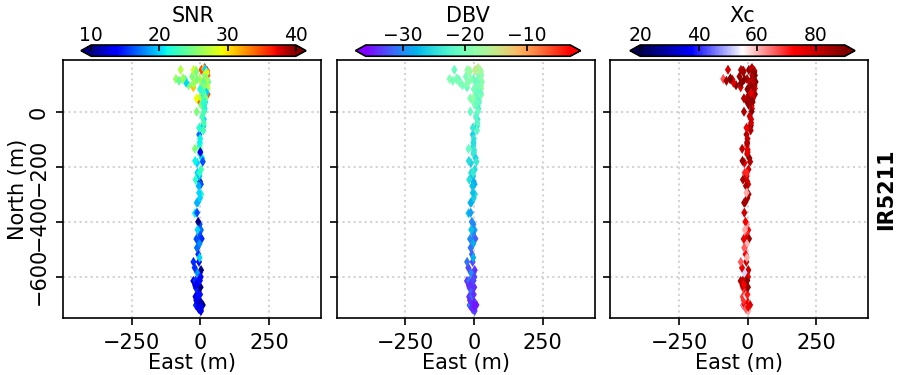 SNR DBV Xc
10 20 30 40 −30 −20 −10 20 40 60 80
North (m)
0
−200
−400
−600
−250 0 250 −250 0 250 −250 0 250
East (m) East (m) East (m)
IR5211